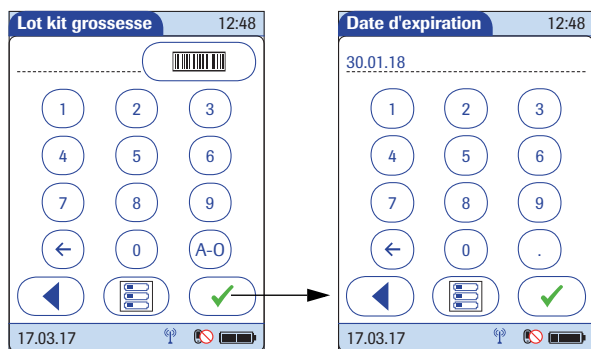 Lot kit grossesse 12:48
1 2 3
4 5 6
7 8 9
0 A-O
17.03.17
Date d'expiration 12:48
30.01.18
1 2 3
4 5 6
7 8 9
0 .
17.03.17